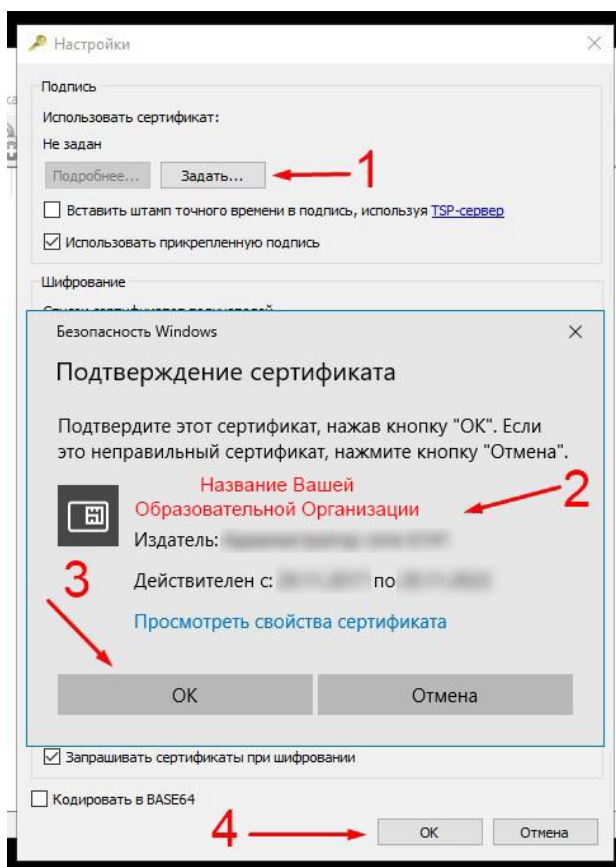 Настройки
Подпись
Использовать сертификат:
Не задан
Подробнее...
Задать...
1
Вставить штамп точного времени в подпись, используя TSP-сервер
Использовать прикрепленную подпись
Шифрование
Безопасность Windows
Подтверждение сертификата
Подтвердите этот сертификат, нажав кнопку "ОК". Если
это неправильный сертификат, нажмите кнопку "Отмена".
Название Вашей
Образовательной Организации
2
Издатель:
3
Действителен с: по
Просмотреть свойства сертификата
ОК
Отмена
Запрашивать сертификаты при шифровании
Кодировать в BASE64
4
ОК
Отмена